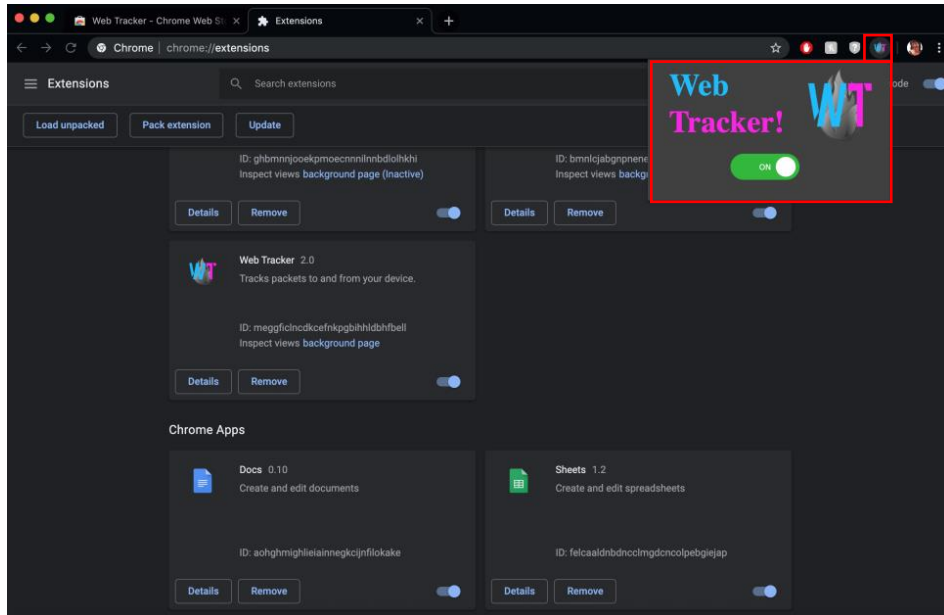 Web Tracker - Chrome Web St
Extensions
Chrome | chrome://extensions
Extensions
Search extensions
ode
Web
Tracker!
WT
ON
Load unpacked
Pack extension
Update
ID: ghbmnnjooekpmoecnnnilnnbdlolhkhi
Inspect views background page (Inactive)
Details
Remove
ID: bmnlcjabgnpnene
Inspect views backg
Details
Remove
WT
Web Tracker 2.0
Tracks packets to and from your device.
ID: meggficlncdkcefnkpgbihhldbhfbell
Inspect views background page
Details
Remove
Chrome Apps
Docs 0.10
Create and edit documents
ID: aohghmighlieiainnegkcijnfilokake
Details
Remove
Sheets 1.2
Create and edit spreadsheets
ID: felcaaldnbdncclmgdcncolpebgiejap
Details
Remove